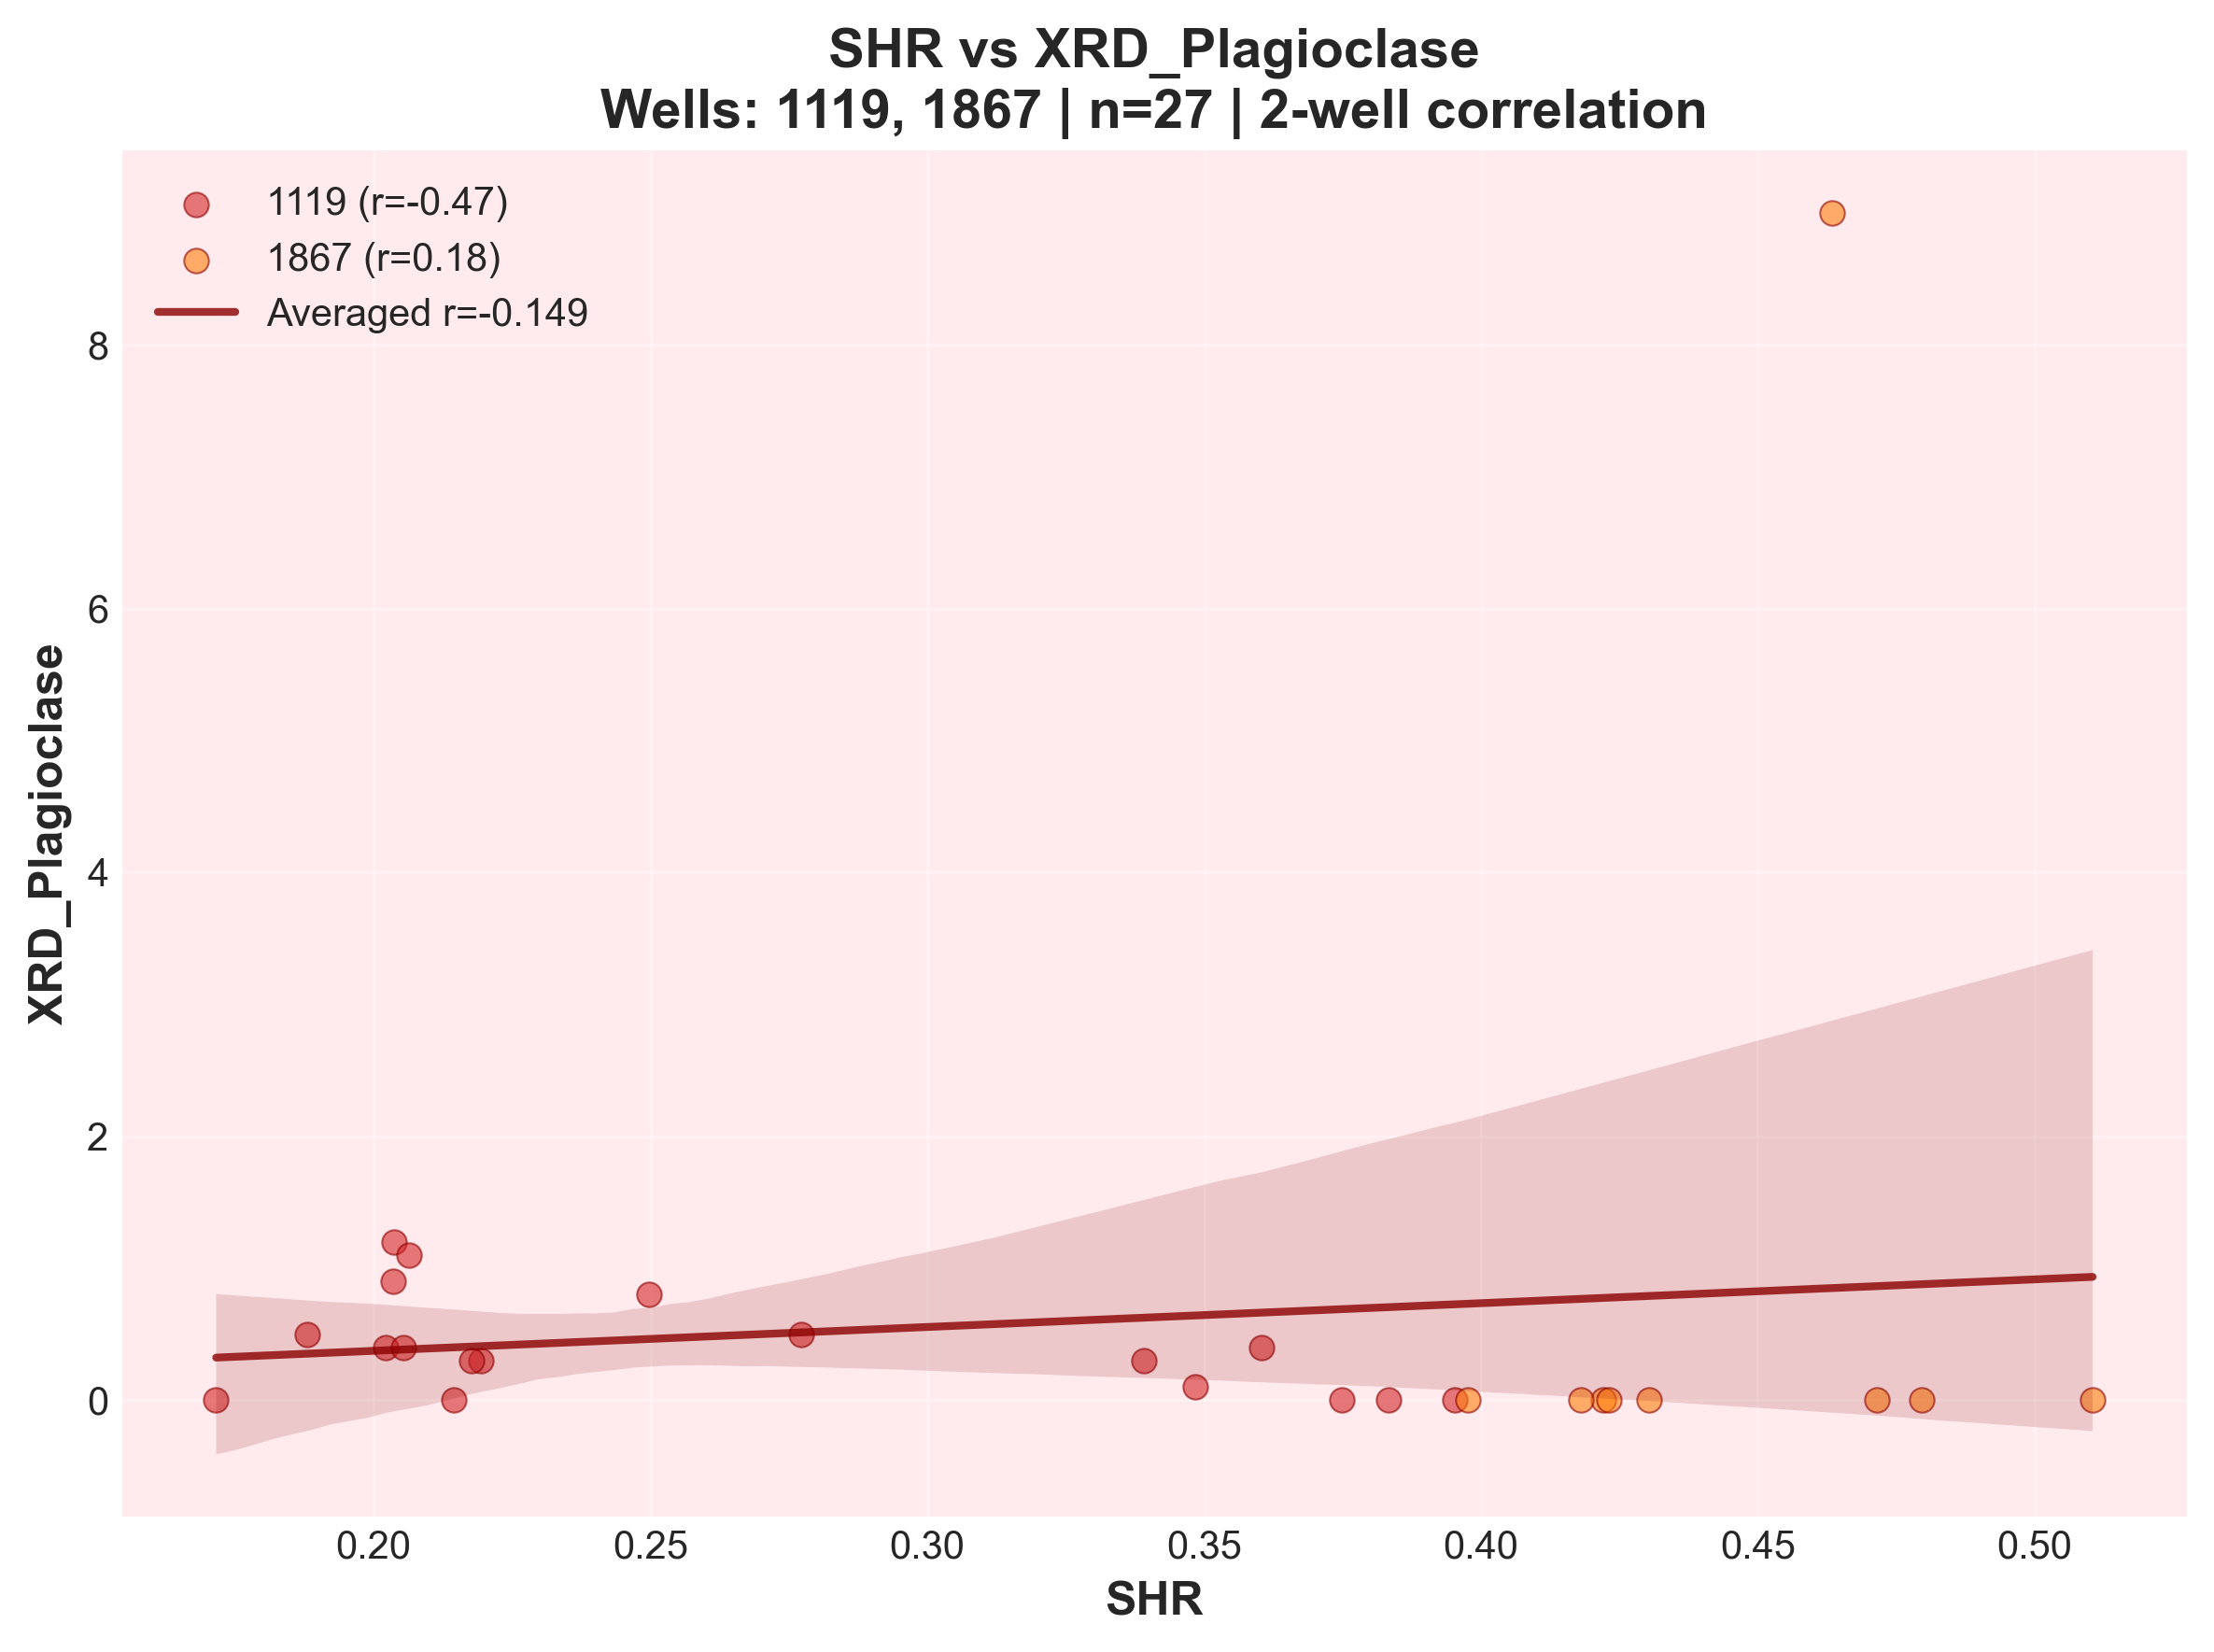 SHR vs XRD_Plagioclase
Wells: 1119, 1867 | n=27 | 2-well correlation
1119 (r=-0.47)
1867 (r=0.18)
Averaged r=-0.149
XRD_Plagioclase
8
6
4
2
0
0.20 0.25 0.30 0.35 0.40 0.45 0.50
SHR